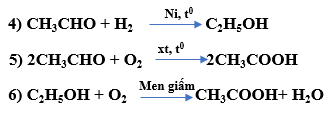 4) CH₃CHO + H₂ —Ni, t⁰→ C₂H₅OH
5) 2CH₃CHO + O₂ —xt, t⁰→ 2CH₃COOH
6) C₂H₅OH + O₂ —Men giấm→ CH₃COOH+ H₂O